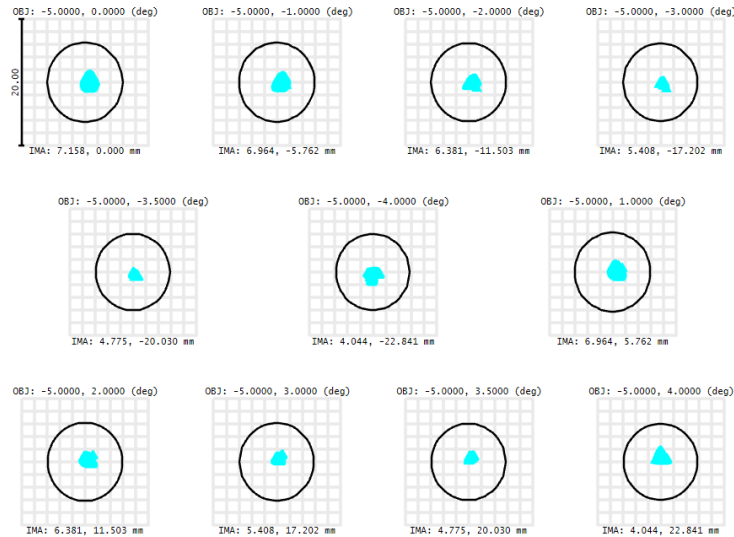 OBJ: -5.0000, 0.0000 (deg)
OBJ: -5.0000, -1.0000 (deg)
OBJ: -5.0000, -2.0000 (deg)
OBJ: -5.0000, -3.0000 (deg)
20.00
IMA: 7.158, 0.000 mm
IMA: 6.964, -5.762 mm
IMA: 6.381, -11.503 mm
IMA: 5.408, -17.202 mm
OBJ: -5.0000, -3.5000 (deg)
OBJ: -5.0000, -4.0000 (deg)
OBJ: -5.0000, 1.0000 (deg)
IMA: 4.775, -20.030 mm
IMA: 4.044, -22.841 mm
IMA: 6.964, 5.762 mm
OBJ: -5.0000, 2.0000 (deg)
OBJ: -5.0000, 3.0000 (deg)
OBJ: -5.0000, 3.5000 (deg)
OBJ: -5.0000, 4.0000 (deg)
IMA: 6.381, 11.503 mm
IMA: 5.408, 17.202 mm
IMA: 4.775, 20.030 mm
IMA: 4.044, 22.841 mm